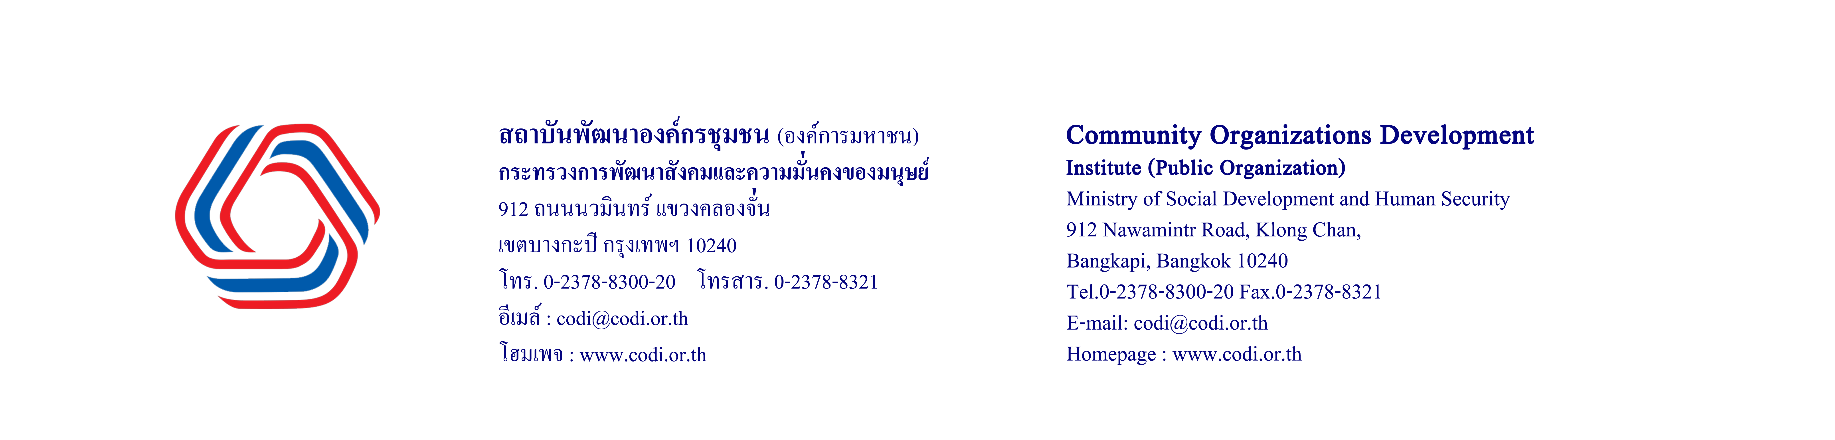 สถาบันพัฒนาองค์กรชุมชน (องค์การมหาชน)
กระทรวงการพัฒนาสังคมและความมั่นคงของมนุษย์
912 ถนนนวมินทร์ แขวงคลองจั่น
เขตบางกะปิ กรุงเทพฯ 10240
โทร. 0-2378-8300-20 โทรสาร. 0-2378-8321
อีเมล์ : codi@codi.or.th
โฮมเพจ : www.codi.or.th
Community Organizations Development
Institute (Public Organization)
Ministry of Social Development and Human Security
912 Nawamintr Road, Klong Chan,
Bangkapi, Bangkok 10240
Tel.0-2378-8300-20 Fax.0-2378-8321
E-mail: codi@codi.or.th
Homepage : www.codi.or.th